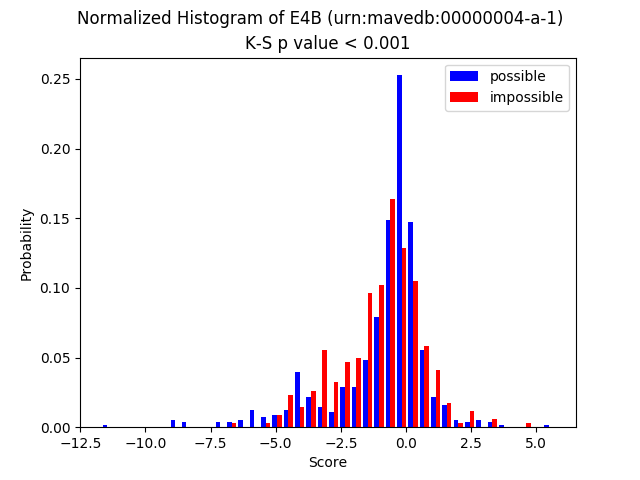 Normalized Histogram of E4B (urn:mavedb:00000004-a-1)
K-S p value < 0.001
possible
impossible
0.25
0.20
0.15
0.10
0.05
0.00
Probability
−12.5
−10.0
−7.5
−5.0
−2.5
0.0
2.5
5.0
Score